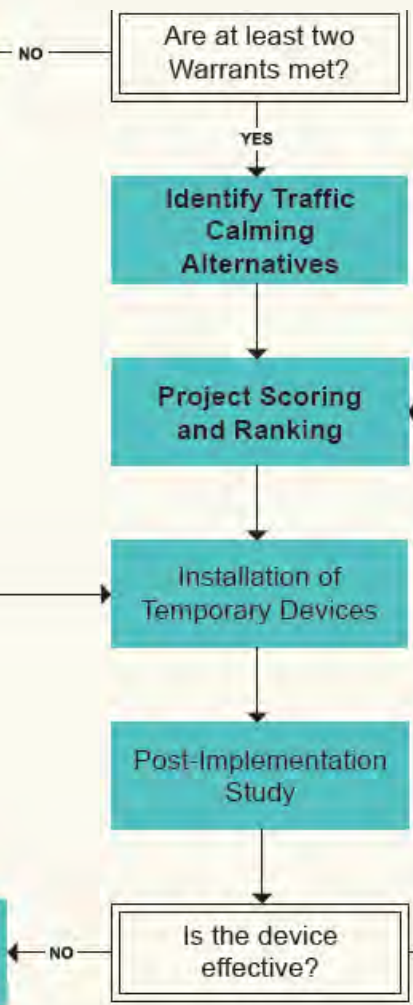 Are at least two
Warrants met?
NO
YES
Identify Traffic
Calming
Alternatives
Project Scoring
and Ranking
Installation of
Temporary Devices
Post-Implementation
Study
Is the device
effective?
NO